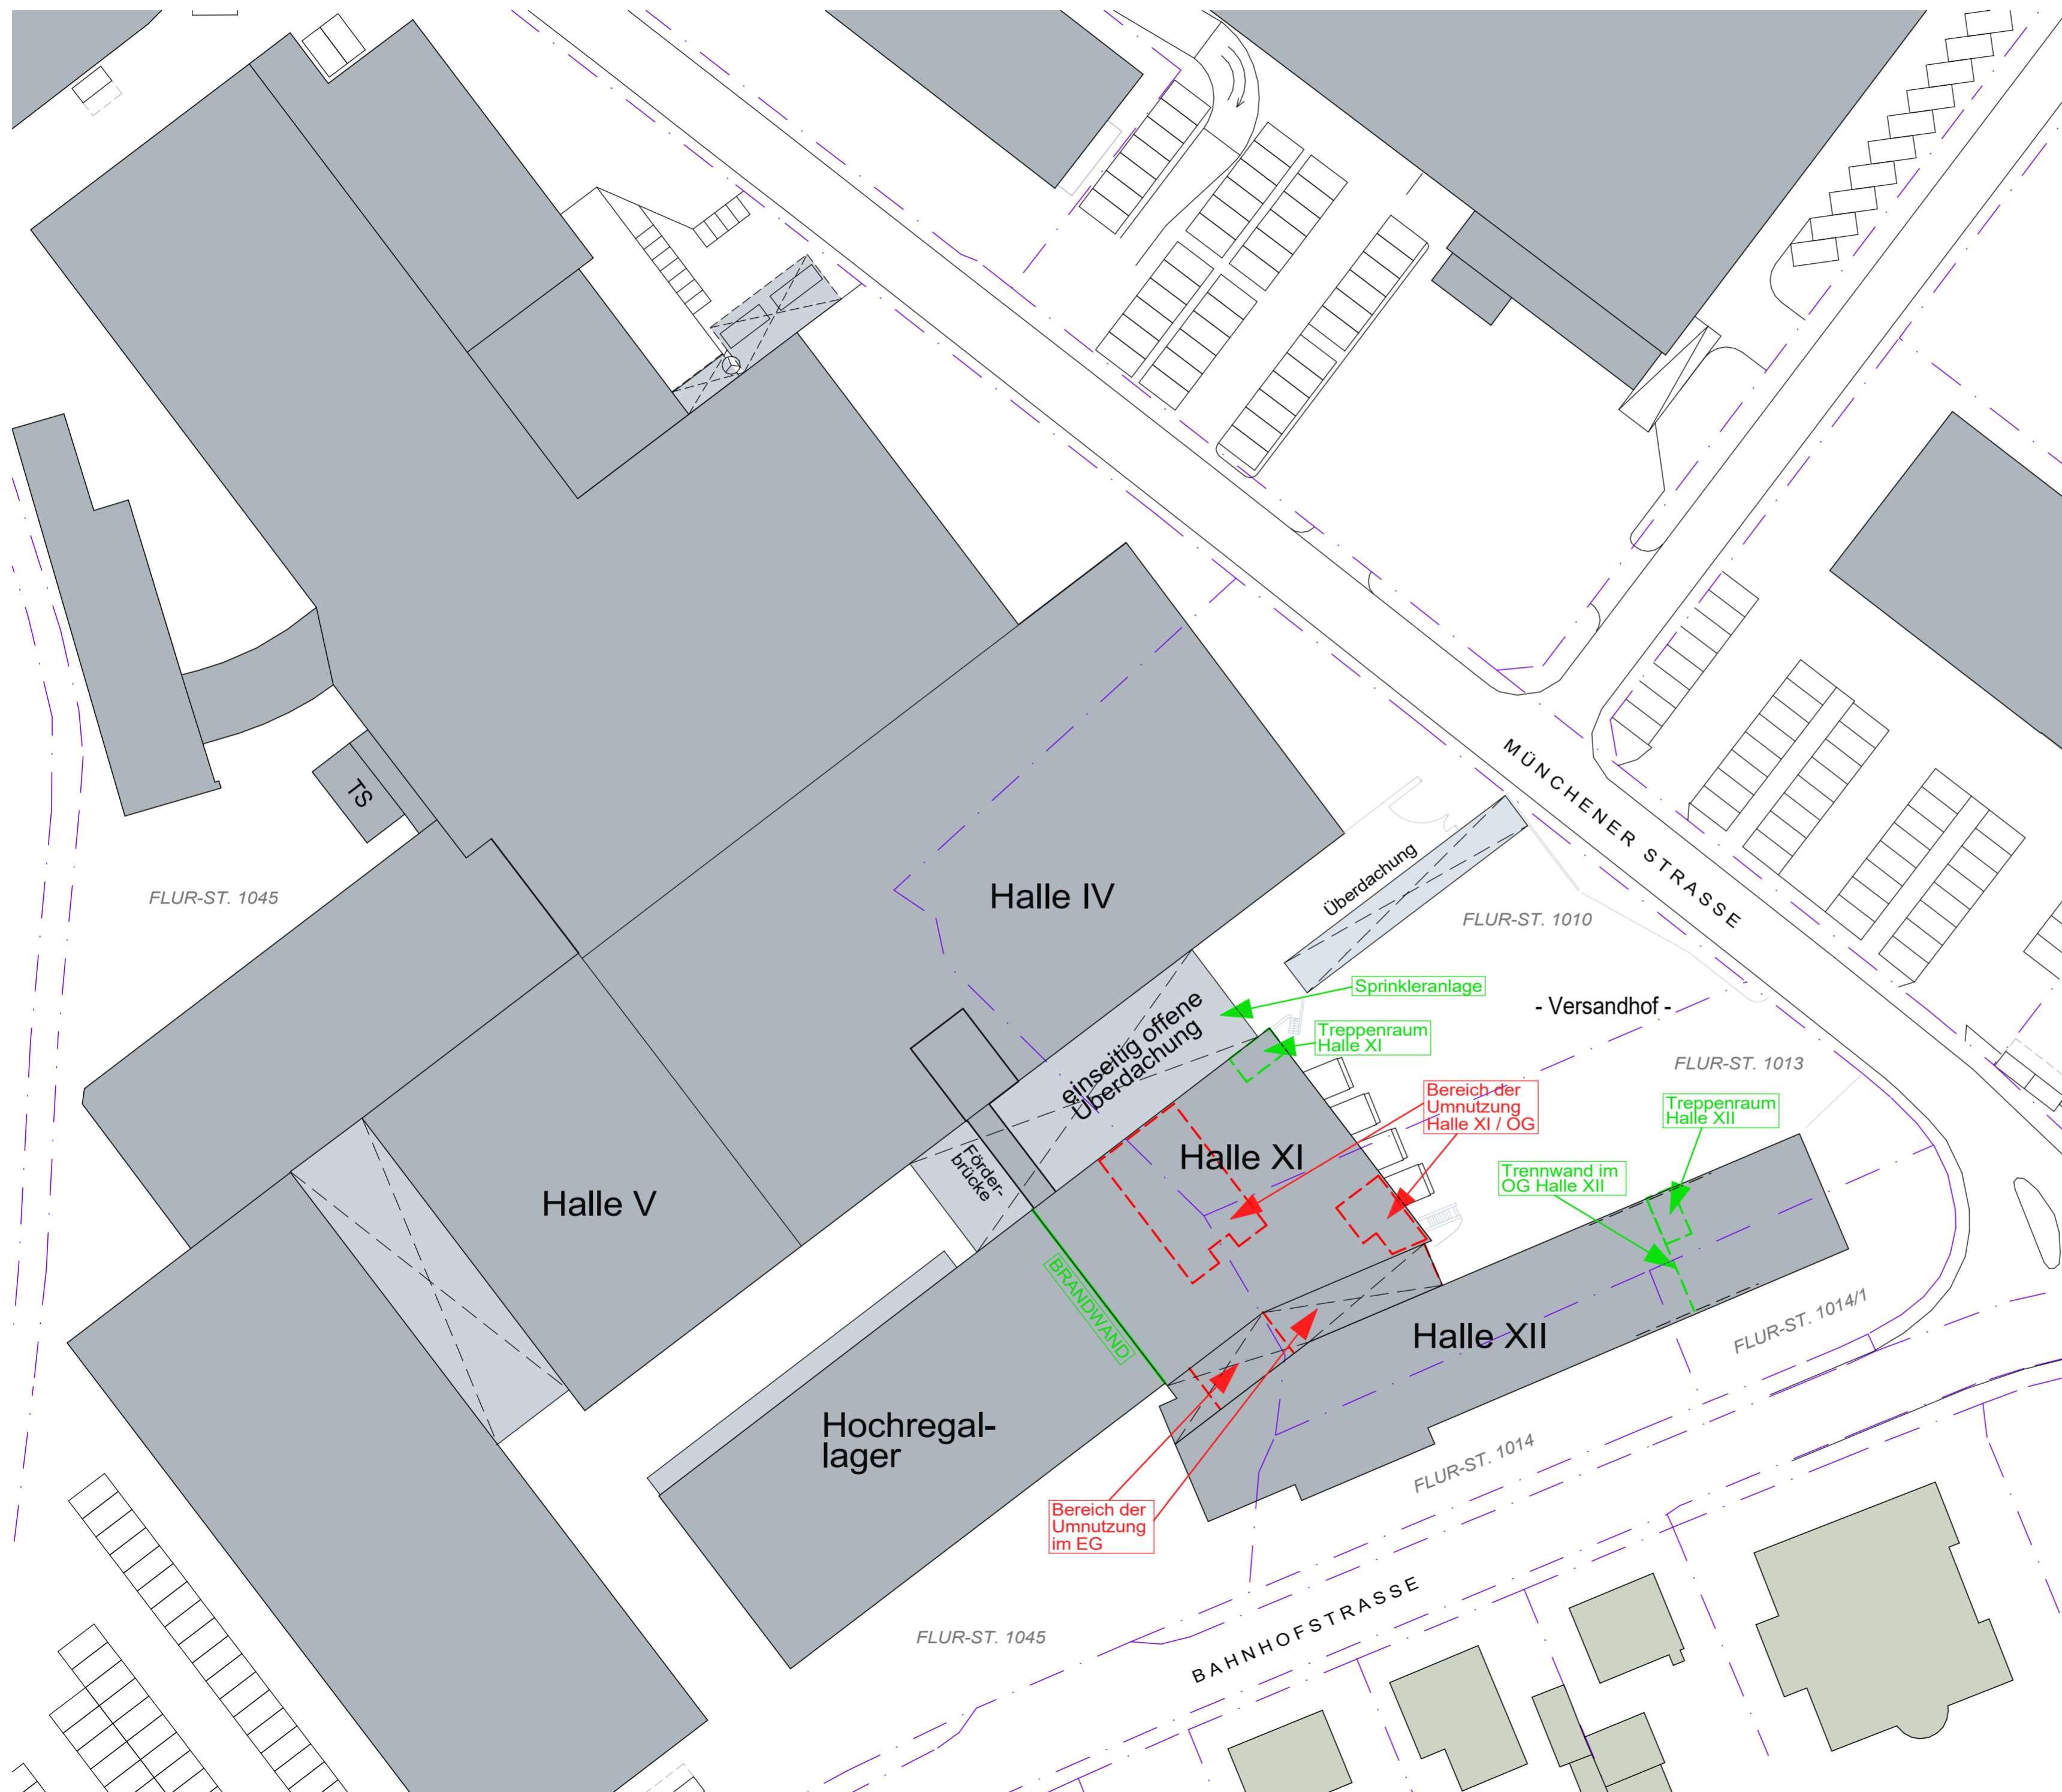 TS
MÜNCHENER STRASSE
Überdachung
FLUR-ST. 1045
Halle IV
FLUR-ST. 1010
Sprinkleranlage
- Versandhof -
einseitig offene
Überdachung
Treppenraum
Halle XI
FLUR-ST. 1013
Bereich der
Umnutzung
Halle XI / OG
Treppenraum
Halle XII
Halle XI
Förder-
brücke
Trennwand im
OG Halle XII
Halle V
BRANDWAND
Halle XII
FLUR-ST. 1014/1
Hochregal-
lager
FLUR-ST. 1014
Bereich der
Umnutzung
im EG
BAHNHOFSTRASSE
FLUR-ST. 1045